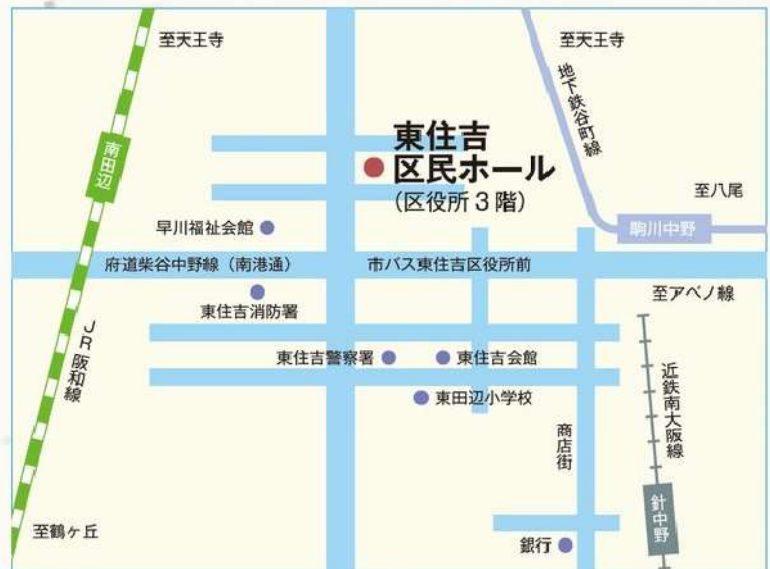 至天王寺
至天王寺
地下鉄谷町線
東住吉
区民ホール
(区役所3階)
南田辺
至八尾
早川福祉会館
駒川中野
府道柴谷中野線(南港通)
市バス東住吉区役所前
至アベノ線
東住吉消防署
JR阪和線
東住吉警察署
東住吉会館
近鉄南大阪線
東田辺小学校
商店街
針中野
至鶴ヶ丘
銀行